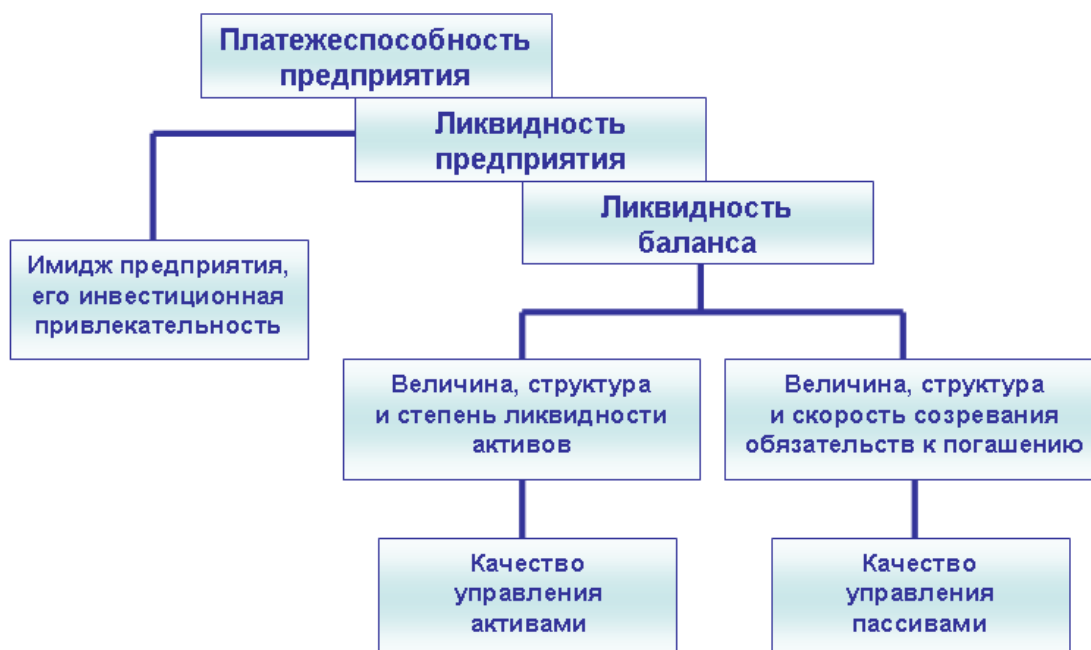 Платежеспособность
предприятия
Ликвидность
предприятия
Ликвидность
баланса
Имидж предприятия,
его инвестиционная
привлекательность
Величина, структура
и степень ликвидности
активов
Величина, структура
и скорость созревания
обязательств к погашению
Качество
управления
активами
Качество
управления
пассивами